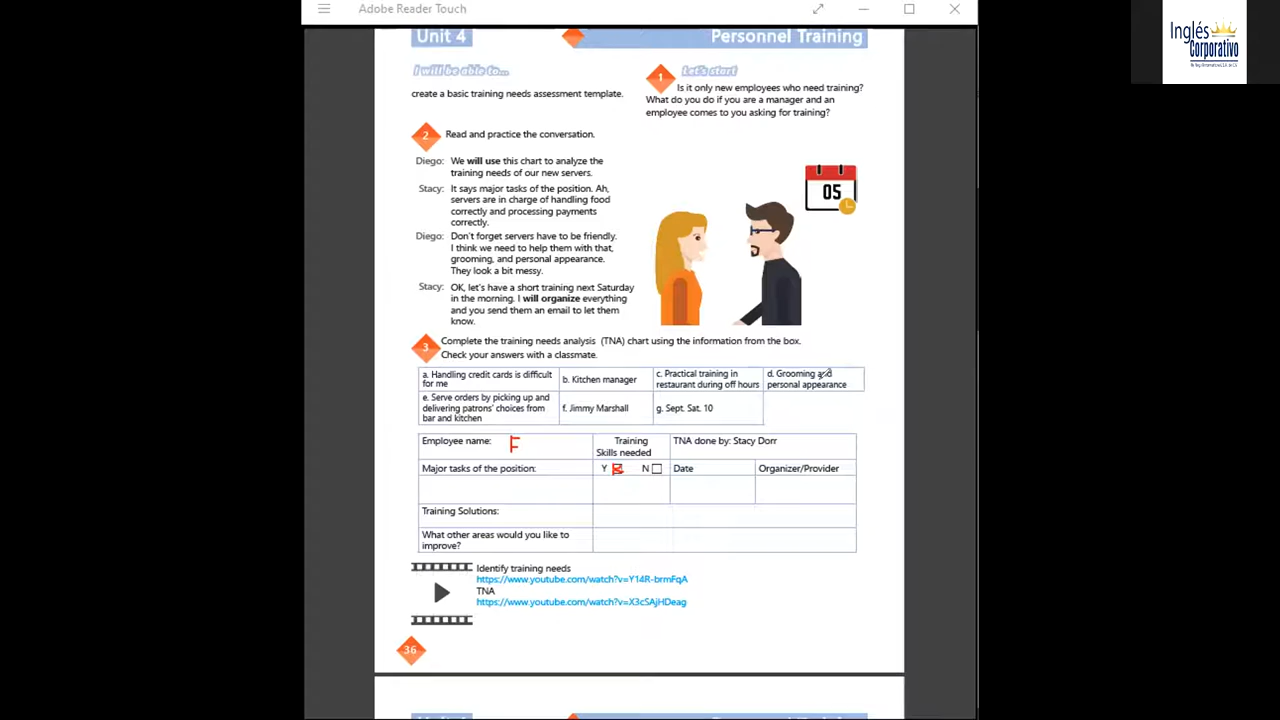 Adobe Reader Touch
Inglés
Corporativo
Unit 4
Personnel Training
I will be able to...
create a basic training needs assessment template.
1
Let's start
Is it only new employees who need training?
What do you do if you are a manager and an
employee comes to you asking for training?
2
Read and practice the conversation.
Diego: We will use this chart to analyze the
training needs of our new servers.
Stacy: It says major tasks of the position. Ah,
servers are in charge of handling food
correctly and processing payments
correctly.
Diego: Don't forget servers have to be friendly.
I think we need to help them with that,
grooming, and personal appearance.
They look a bit messy.
Stacy: OK, let's have a short training next Saturday
in the morning. I will organize everything
and you send them an email to let them
know.
05
3
Complete the training needs analysis (TNA) chart using the information from the box.
Check your answers with a classmate.
a. Handling credit cards is difficult
for me
b. Kitchen manager
c. Practical training in
restaurant during off hours
d. Grooming and
personal appearance
e. Serve orders by picking up and
delivering patrons' choices from
bar and kitchen
f. Jimmy Marshall
g. Sept. Sat. 10
Employee name: F
Training
Skills needed
TNA done by: Stacy Dorr
Major tasks of the position:
Y N
Date
Organizer/Provider
Training Solutions:
What other areas would you like to
improve?
Identify training needs
https://www.youtube.com/watch?v=Y14R-brmFqA
TNA
https://www.youtube.com/watch?v=X3cSAjHDeag
36